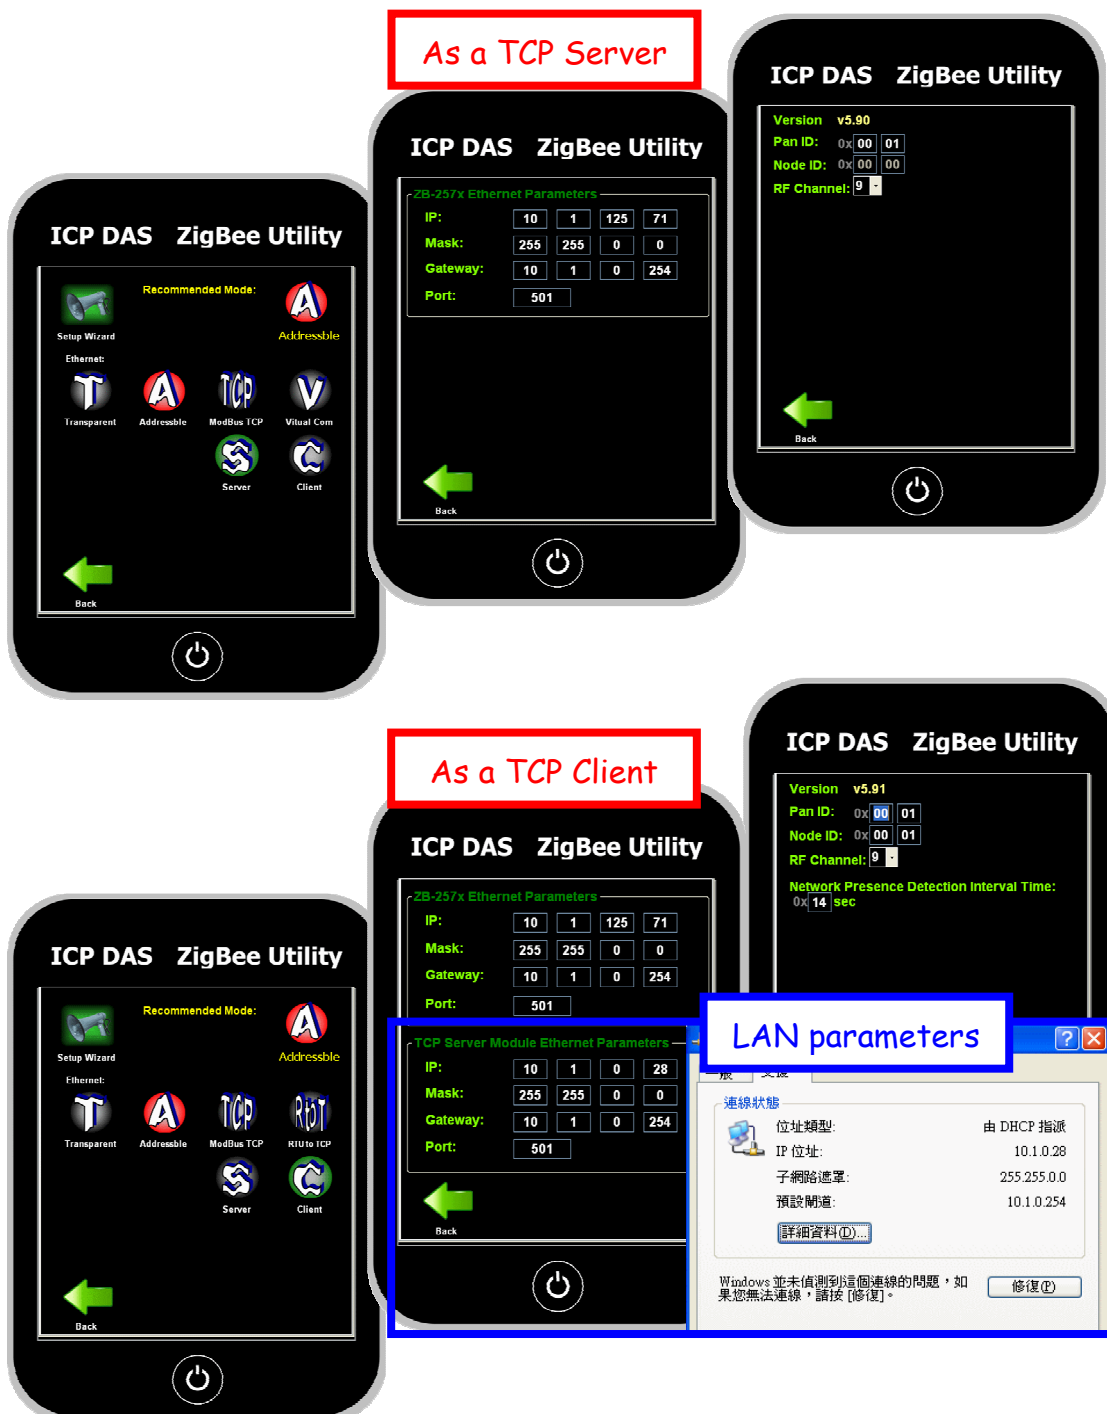 As a TCP Server
ICP DAS ZigBee Utility
Version v5.90
Pan ID: 0x 00 01
Node ID: 0x 00 00
RF Channel: 9
Back
ICP DAS ZigBee Utility
ZB-257x Ethernet Parameters
IP: 10 1 125 71
Mask: 255 255 0 0
Gateway: 10 1 0 254
Port: 501
Back
ICP DAS ZigBee Utility
Recommended Mode:
Setup Wizard
Addressble
Ethernet:
T A TCP V
Transparent Addressble ModBus TCP Vitual Com
S C
Server Client
Back
As a TCP Client
ICP DAS ZigBee Utility
Version v5.91
Pan ID: 0x 00 01
Node ID: 0x 00 01
RF Channel: 9
Network Presence Detection Interval Time:
0x 14 sec
ICP DAS ZigBee Utility
ZB-257x Ethernet Parameters
IP: 10 1 125 71
Mask: 255 255 0 0
Gateway: 10 1 0 254
Port: 501
TCP Server Module Ethernet Parameters
IP: 10 1 0 28
Mask: 255 255 0 0
Gateway: 10 1 0 254
Port: 501
Back
LAN parameters
連線狀態
位址類型: 由 DHCP 指派
IP 位址: 10.1.0.28
子網路遮罩: 255.255.0.0
預設閘道: 10.1.0.254
詳細資料(D)...
Windows 並未偵測到這個連線的問題，如
果您無法連線，請按 [修復]。
修復(P)
ICP DAS ZigBee Utility
Recommended Mode:
Setup Wizard
Addressble
Ethernet:
T A TCP RtoT
Transparent Addressble ModBus TCP RTU to TCP
S C
Server Client
Back